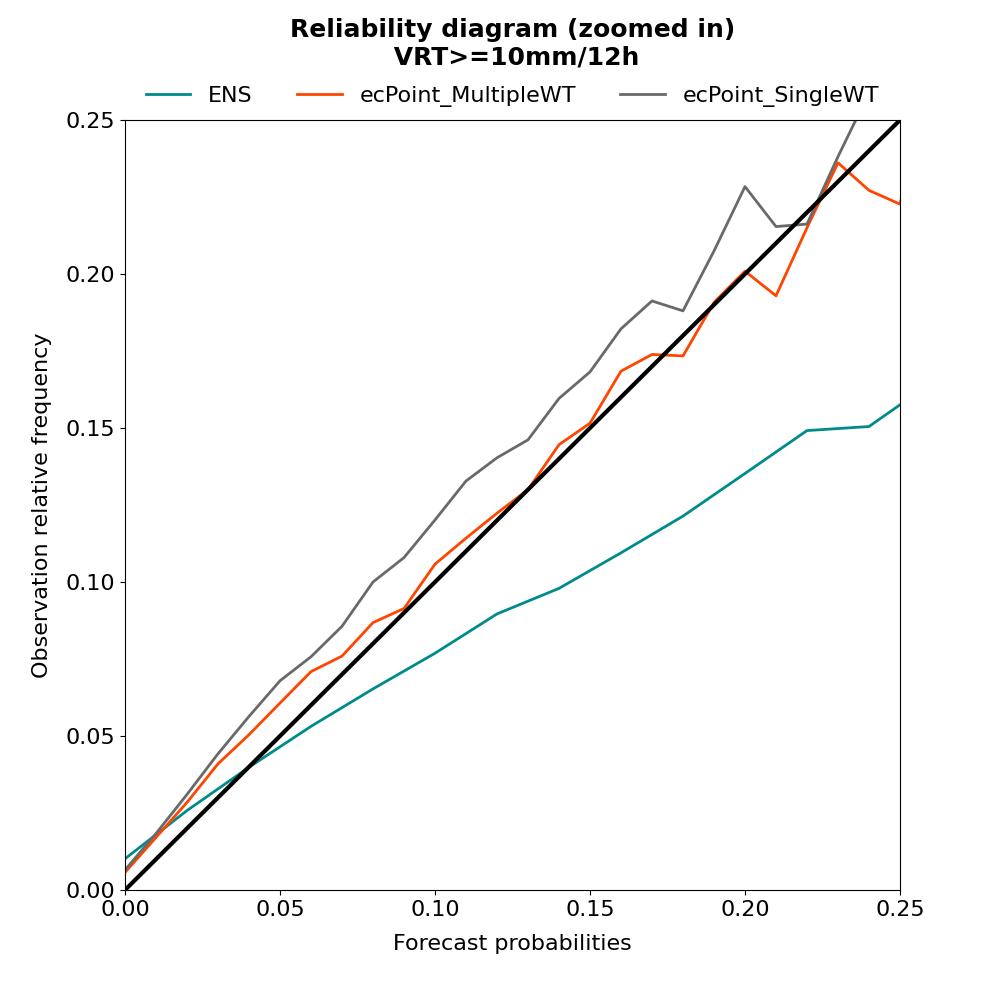 Reliability diagram (zoomed in)
VRT>=10mm/12h
ENS ecPoint_MultipleWT ecPoint_SingleWT
0.25
0.20
0.15
0.10
0.05
0.00
Observation relative frequency
0.00 0.05 0.10 0.15 0.20 0.25
Forecast probabilities